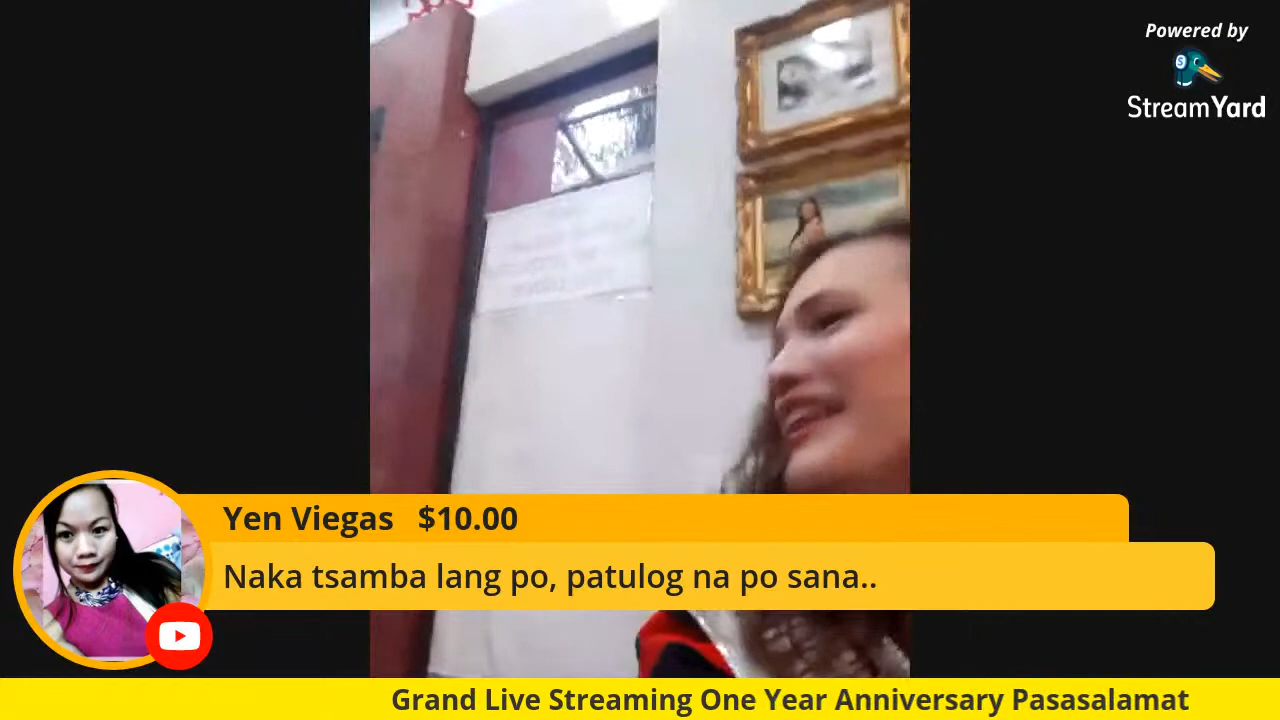 Powered by
StreamYard
Yen Viegas $10.00
Naka tsamba lang po, patulog na po sana..
Grand Live Streaming One Year Anniversary Pasasalamat